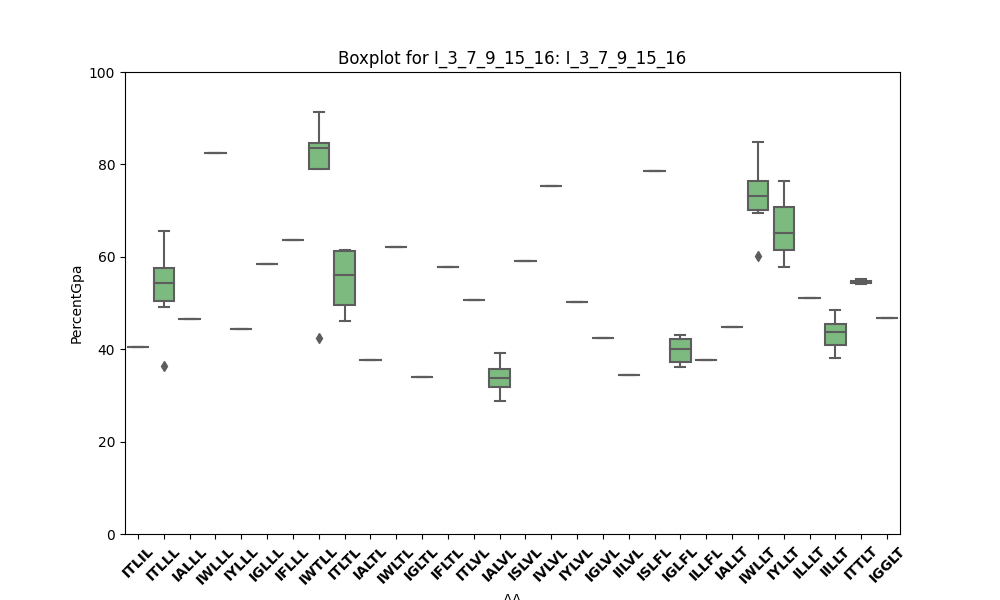 Boxplot for I_3_7_9_15_16: I_3_7_9_15_16
PercentGpa
100
80
60
40
20
0
ITLIL
ITLLL
IALLL
IWLLL
IYLLL
IGLLL
IFLLL
IWTLL
ITLTL
IALTL
IWLTL
IGLTL
IFLTL
ITLVL
IALVL
ISLVL
IVLVL
IYLVL
IGLVL
IILVL
ISLFL
IGLFL
ILLFL
IALLT
IWLLT
IYLLT
ILLLT
IILLT
ITTLT
IGGLT
AA